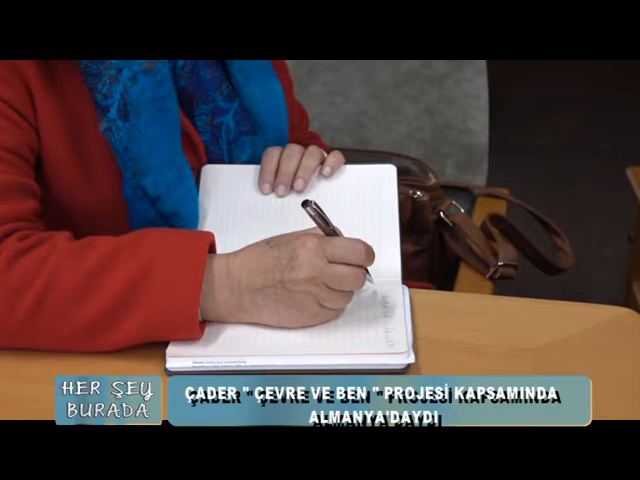 HER ŞEY
BURADA
ÇADER " ÇEVRE VE BEN " PROJESİ KAPSAMINDA
ALMANYA'DAYDI